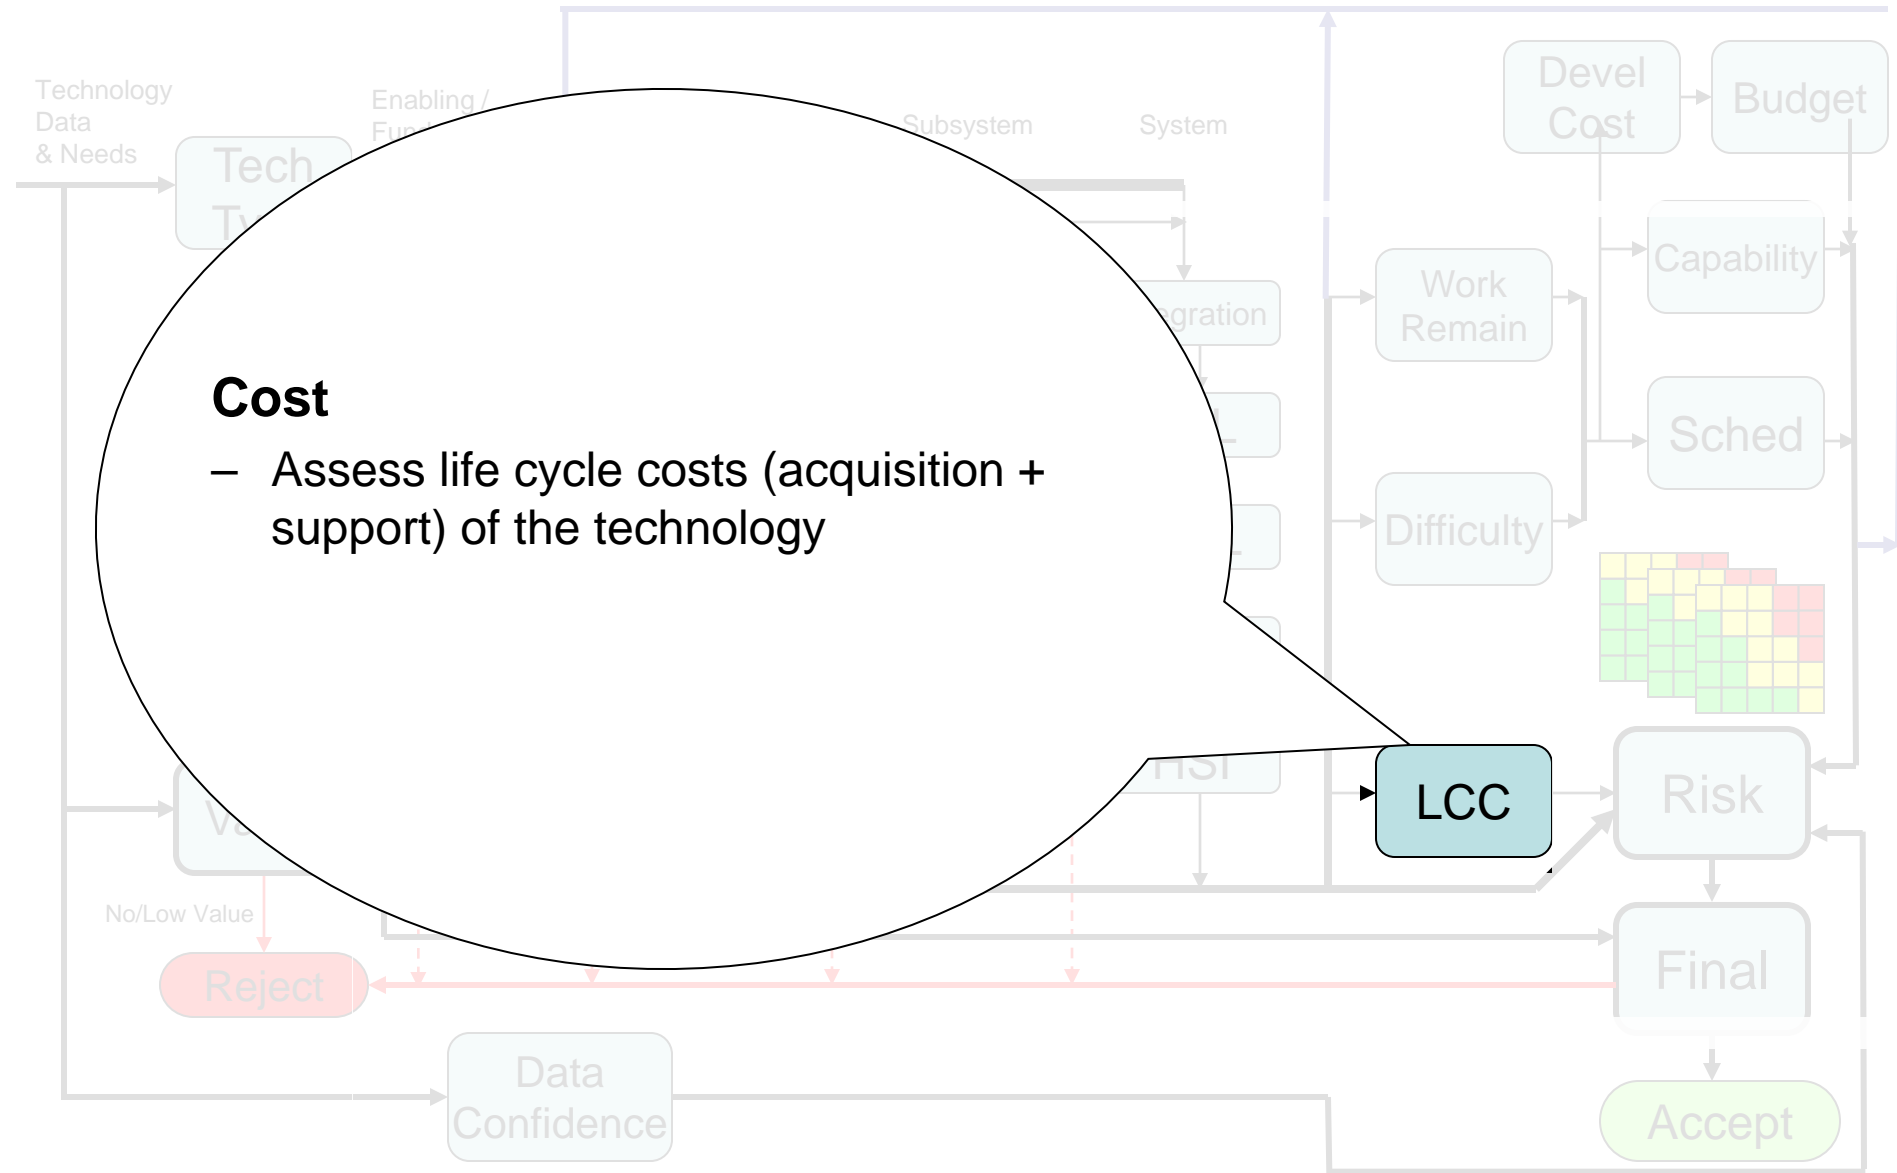 Technology
Data
& Needs
Enabling /
Subsystem
System
Devel
Cost
Budget
Tech
Capability
Work
Remain
Sched
Difficulty
Cost
– Assess life cycle costs (acquisition +
support) of the technology
HSI
LCC
Risk
No/Low Value
Reject
Final
Data
Confidence
Accept